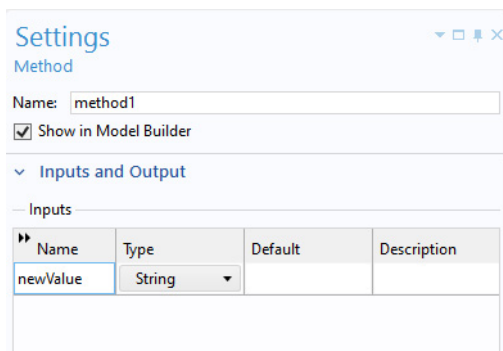 Settings
Method
Name: method1
Show in Model Builder
Inputs and Output
Inputs
Name Type Default Description
newValue String